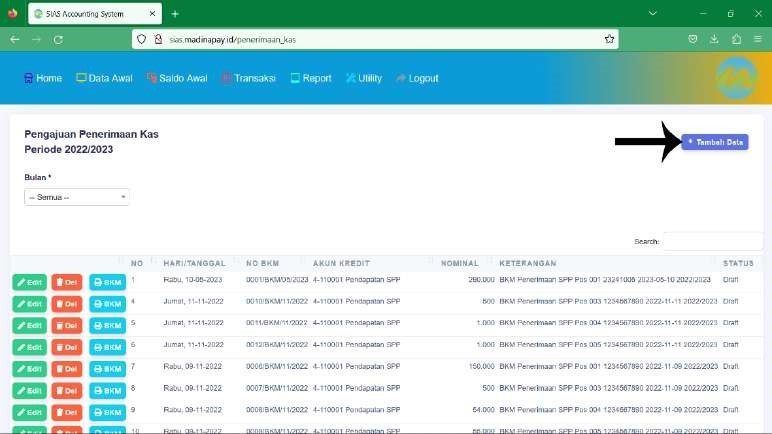 SIAS Accounting System
sias.madinapay.id/penerimaan_kas
Home Data Awal Saldo Awal Transaksi Report Utility Logout
Pengajuan Penerimaan Kas
Periode 2022/2023
+ Tambah Data
Bulan *
-- Semua --
Search:
NO HARI/TANGGAL NO BKM AKUN KREDIT NOMINAL KETERANGAN STATUS
Edit Del BKM 1 Rabu, 10-05-2023 0001/BKM/05/2023 4-110001 Pendapatan SPP 290.000 BKM Penerimaan SPP Pos 001 23241005 2023-05-10 2022/2023 Draft
Edit Del BKM 4 Jumat, 11-11-2022 0010/BKM/11/2022 4-110001 Pendapatan SPP 500 BKM Penerimaan SPP Pos 003 1234567890 2022-11-11 2022/2023 Draft
Edit Del BKM 5 Jumat, 11-11-2022 0011/BKM/11/2022 4-110001 Pendapatan SPP 1.000 BKM Penerimaan SPP Pos 004 1234567890 2022-11-11 2022/2023 Draft
Edit Del BKM 6 Jumat, 11-11-2022 0012/BKM/11/2022 4-110001 Pendapatan SPP 1.000 BKM Penerimaan SPP Pos 005 1234567890 2022-11-11 2022/2023 Draft
Edit Del BKM 7 Rabu, 09-11-2022 0006/BKM/11/2022 4-110001 Pendapatan SPP 150.000 BKM Penerimaan SPP Pos 001 1234567890 2022-11-09 2022/2023 Draft
Edit Del BKM 8 Rabu, 09-11-2022 0007/BKM/11/2022 4-110001 Pendapatan SPP 500 BKM Penerimaan SPP Pos 003 1234567890 2022-11-09 2022/2023 Draft
Edit Del BKM 9 Rabu, 09-11-2022 0008/BKM/11/2022 4-110001 Pendapatan SPP 54.000 BKM Penerimaan SPP Pos 004 1234567890 2022-11-09 2022/2023 Draft
Edit Del BKM 10 Rabu, 09-11-2022 0009/BKM/11/2022 4-110001 Pendapatan SPP 55.000 BKM Penerimaan SPP Pos 005 1234567890 2022-11-09 2022/2023 Draft